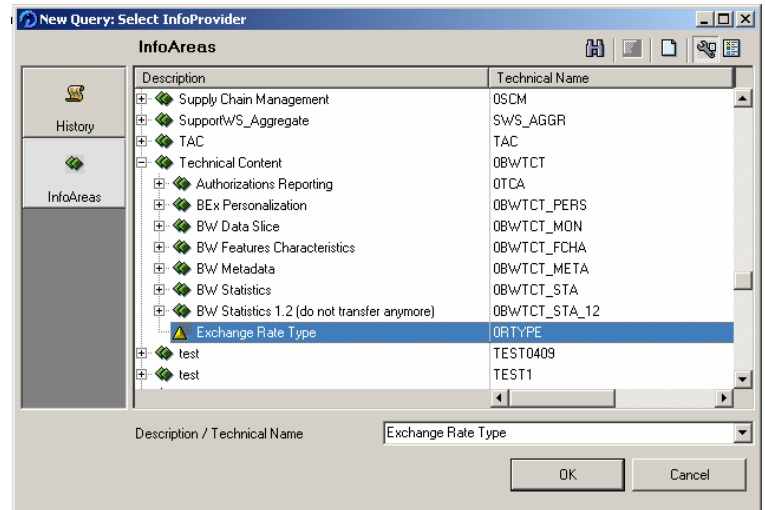 New Query: Select InfoProvider
InfoAreas
History
InfoAreas
Description Technical Name
Supply Chain Management 0SCM
SupportWS_Aggregate SWS_AGGR
TAC TAC
Technical Content 0BWTCT
Authorizations Reporting 0TCA
BEx Personalization 0BWTCT_PERS
BW Data Slice 0BWTCT_MON
BW Features Characteristics 0BWTCT_FCHA
BW Metadata 0BWTCT_META
BW Statistics 0BWTCT_STA
BW Statistics 1.2 (do not transfer anymore) 0BWTCT_STA_12
Exchange Rate Type 0RTYPE
test TEST0409
test TEST1
Description / Technical Name Exchange Rate Type
OK Cancel